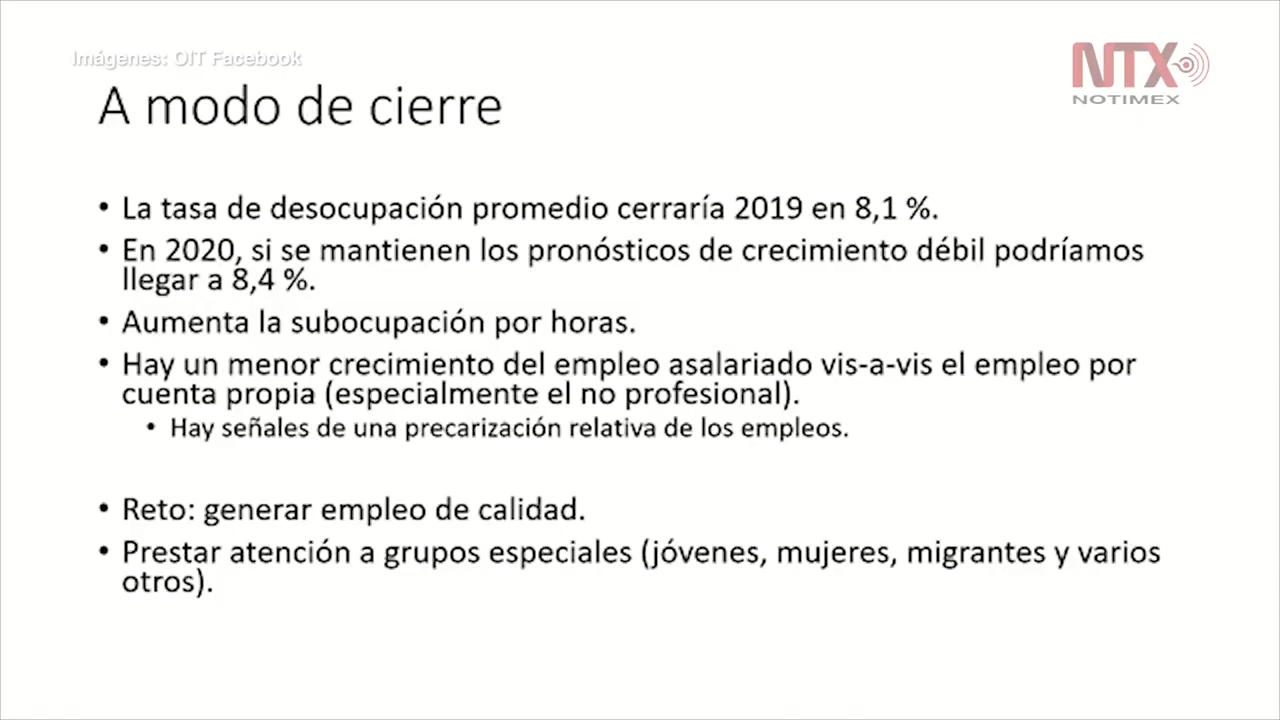 Imágenes: OIT Facebook
NTX
NOTIMEX
A modo de cierre
• La tasa de desocupación promedio cerraría 2019 en 8,1 %.
• En 2020, si se mantienen los pronósticos de crecimiento débil podríamos
llegar a 8,4 %.
• Aumenta la subocupación por horas.
• Hay un menor crecimiento del empleo asalariado vis-a-vis el empleo por
cuenta propia (especialmente el no profesional).
• Hay señales de una precarización relativa de los empleos.
• Reto: generar empleo de calidad.
• Prestar atención a grupos especiales (jóvenes, mujeres, migrantes y varios
otros).